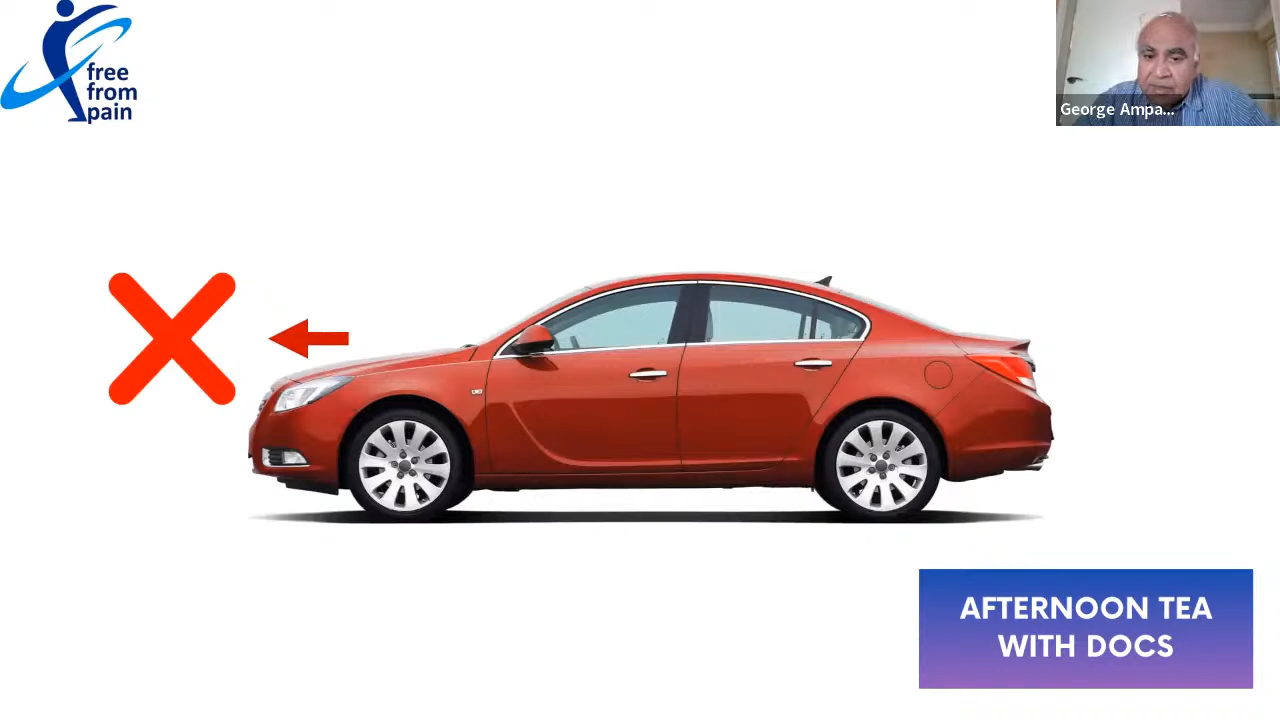 free
from
pain
George Ampa...
AFTERNOON TEA
WITH DOCS